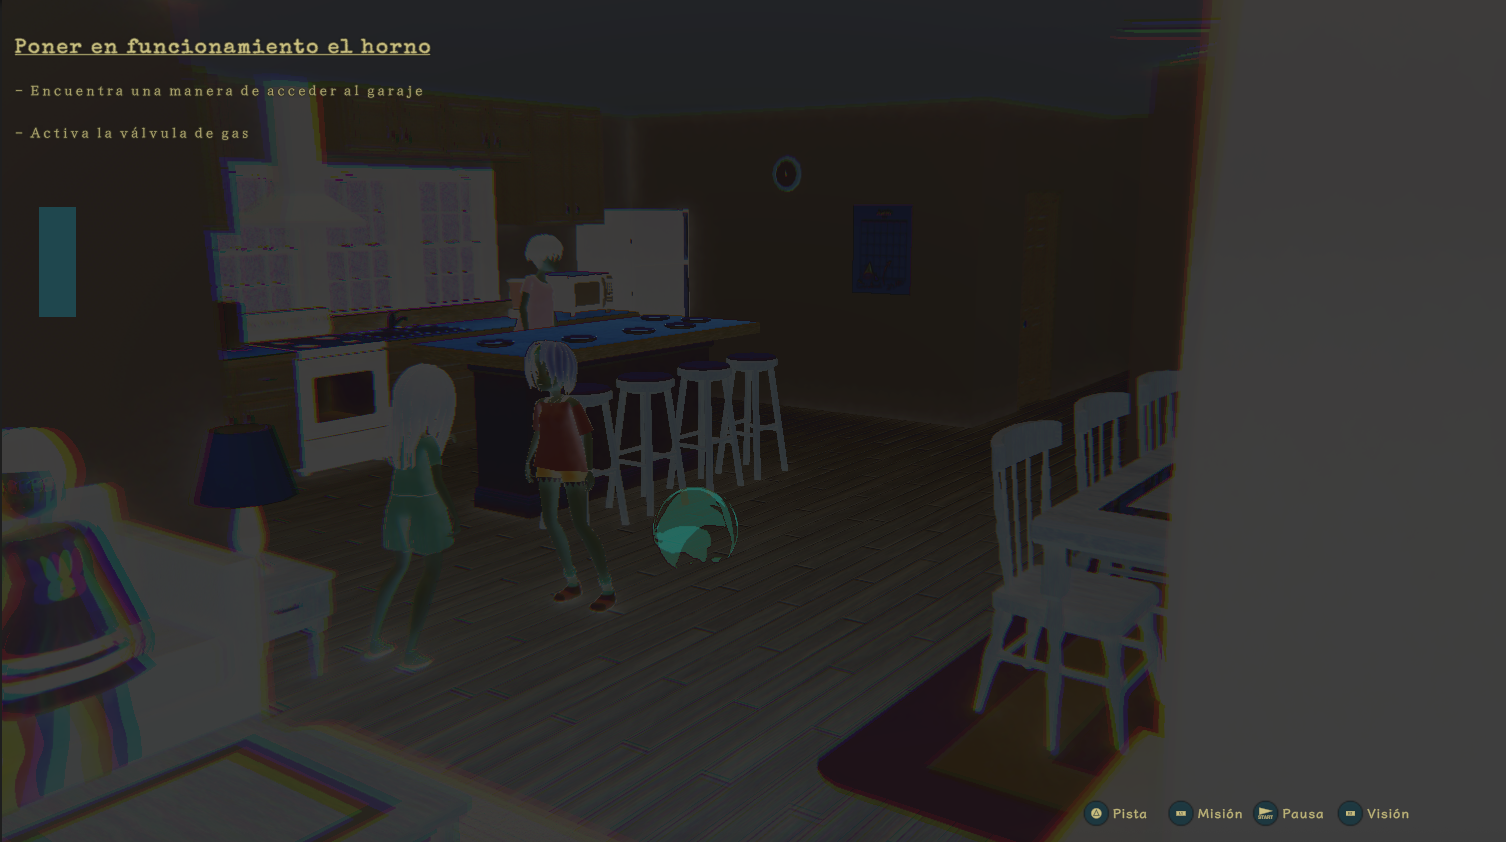 Poner en funcionamiento el horno
- Encuentra una manera de acceder al garaje
- Activa la válvula de gas
Pista Misión START Pausa Visión